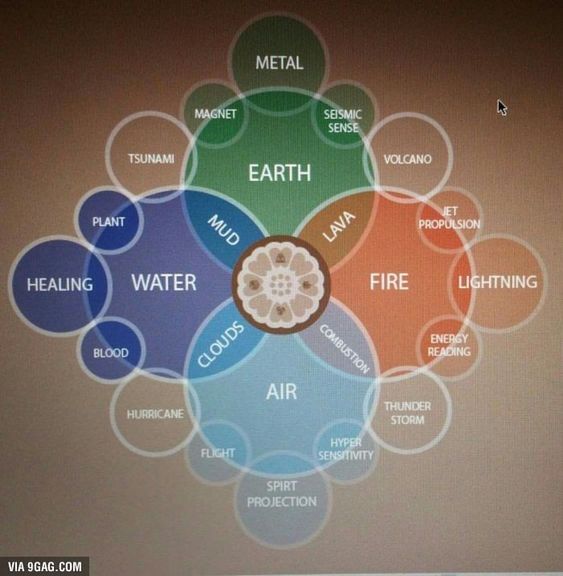 METAL
MAGNET
SEISMIC
SENSE
TSUNAMI
EARTH
VOLCANO
PLANT
MUD
LAVA
JET
PROPULSION
HEALING
WATER
FIRE
LIGHTNING
BLOOD
CLOUDS
COMBUSTION
ENERGY
READING
HURRICANE
AIR
THUNDER
STORM
FLIGHT
HYPER
SENSITIVITY
SPIRT
PROJECTION
VIA 9GAG.COM